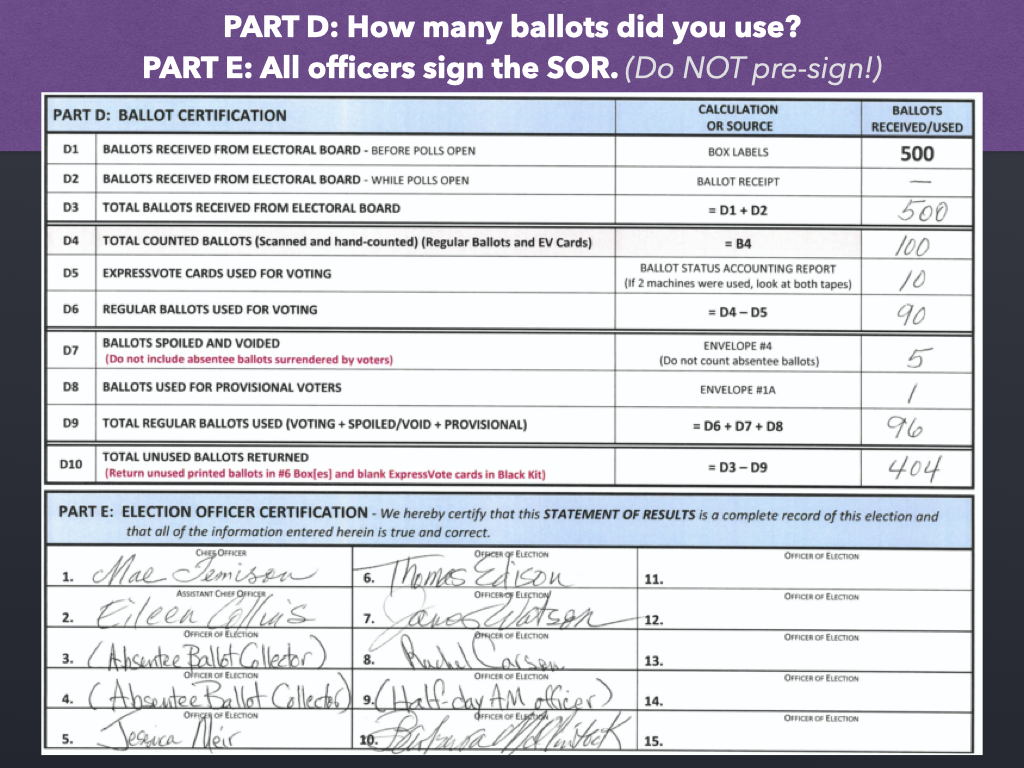 PART D: How many ballots did you use?
PART E: All officers sign the SOR. (Do NOT pre-sign!)
PART D: BALLOT CERTIFICATION CALCULATION OR SOURCE BALLOTS RECEIVED/USED
D1 BALLOTS RECEIVED FROM ELECTORAL BOARD - BEFORE POLLS OPEN BOX LABELS 500
D2 BALLOTS RECEIVED FROM ELECTORAL BOARD - WHILE POLLS OPEN BALLOT RECEIPT —
D3 TOTAL BALLOTS RECEIVED FROM ELECTORAL BOARD = D1 + D2 500
D4 TOTAL COUNTED BALLOTS (Scanned and hand-counted) (Regular Ballots and EV Cards) = B4 100
D5 EXPRESSVOTE CARDS USED FOR VOTING BALLOT STATUS ACCOUNTING REPORT 10
(If 2 machines were used, look at both tapes)
D6 REGULAR BALLOTS USED FOR VOTING = D4 – D5 90
D7 BALLOTS SPOILED AND VOIDED ENVELOPE #4 5
(Do not include absentee ballots surrendered by voters) (Do not count absentee ballots)
D8 BALLOTS USED FOR PROVISIONAL VOTERS ENVELOPE #1A 1
D9 TOTAL REGULAR BALLOTS USED (VOTING + SPOILED/VOID + PROVISIONAL) = D6 + D7 + D8 96
D10 TOTAL UNUSED BALLOTS RETURNED = D3 – D9 404
(Return unused printed ballots in #6 Box[es] and blank ExpressVote cards in Black Kit)
PART E: ELECTION OFFICER CERTIFICATION - We hereby certify that this STATEMENT OF RESULTS is a complete record of this election and
that all of the information entered herein is true and correct.
CHIEF OFFICER OFFICER OF ELECTION OFFICER OF ELECTION
1. Mae Jemison 6. Thomas Edison 11.
ASSISTANT CHIEF OFFICER OFFICER OF ELECTION OFFICER OF ELECTION
2. Eileen Collins 7. James Watson 12.
OFFICER OF ELECTION OFFICER OF ELECTION OFFICER OF ELECTION
3. (Absentee Ballot Collector) 8. Rachel Carson 13.
OFFICER OF ELECTION OFFICER OF ELECTION OFFICER OF ELECTION
4. (Absentee Ballot Collector) 9. (Half-day AM officer) 14.
OFFICER OF ELECTION OFFICER OF ELECTION OFFICER OF ELECTION
5. Jessica Meir 10. Barbara McClintock 15.